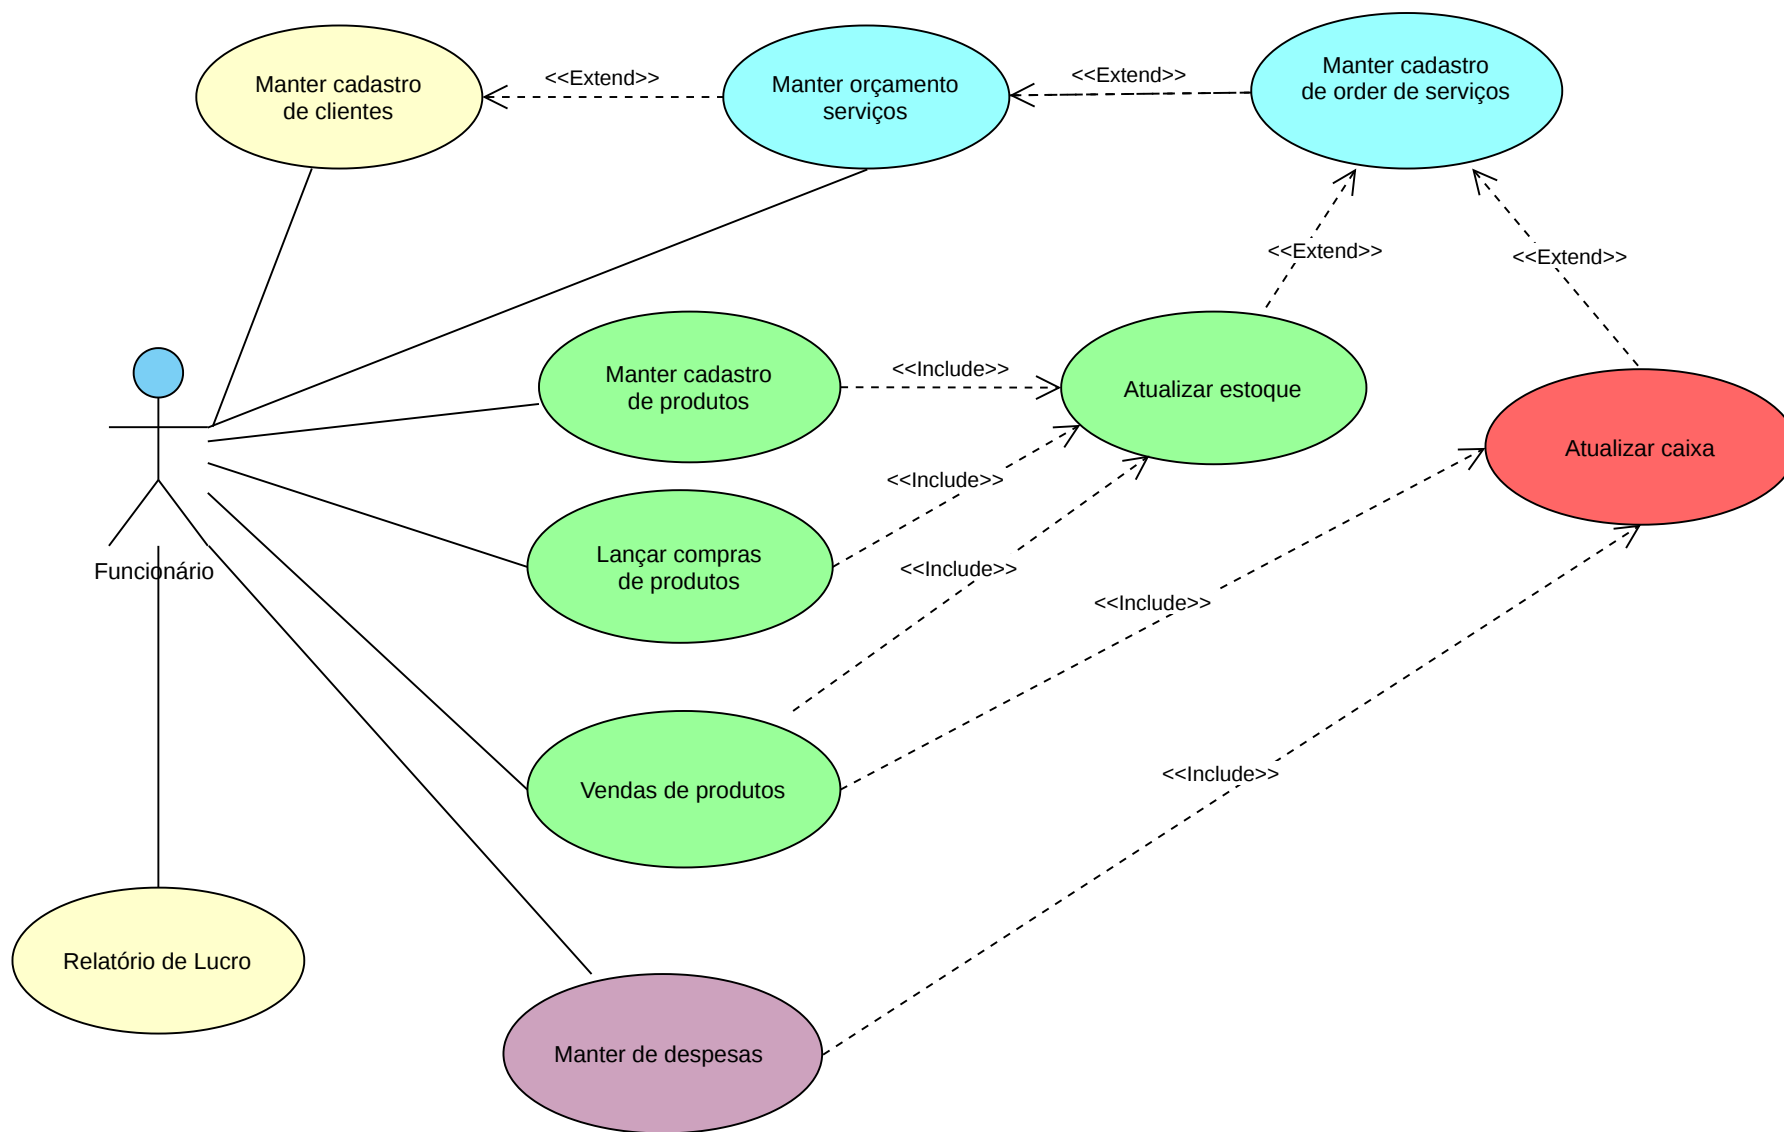 Manter cadastro
de clientes
<<Extend>>
Manter orçamento
serviços
<<Extend>>
Manter cadastro
de order de serviços
<<Extend>>
<<Extend>>
Manter cadastro
de produtos
<<Include>>
Atualizar estoque
Atualizar caixa
<<Include>>
Funcionário
Lançar compras
de produtos
<<Include>>
<<Include>>
<<Include>>
Vendas de produtos
Relatório de Lucro
Manter de despesas